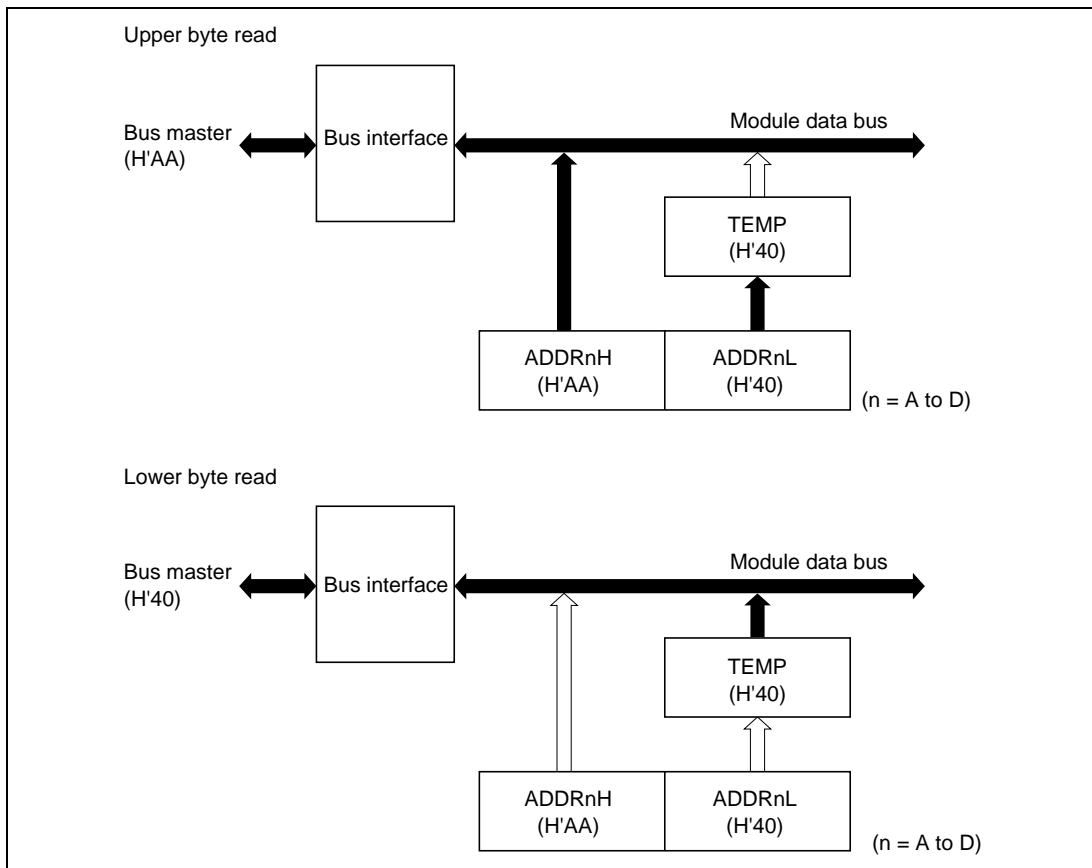 Upper byte read
Bus master
(H'AA)
Bus interface
Module data bus
TEMP
(H'40)
ADDRnH
(H'AA)
ADDRnL
(H'40)
(n = A to D)
Lower byte read
Bus master
(H'40)
Bus interface
Module data bus
TEMP
(H'40)
ADDRnH
(H'AA)
ADDRnL
(H'40)
(n = A to D)